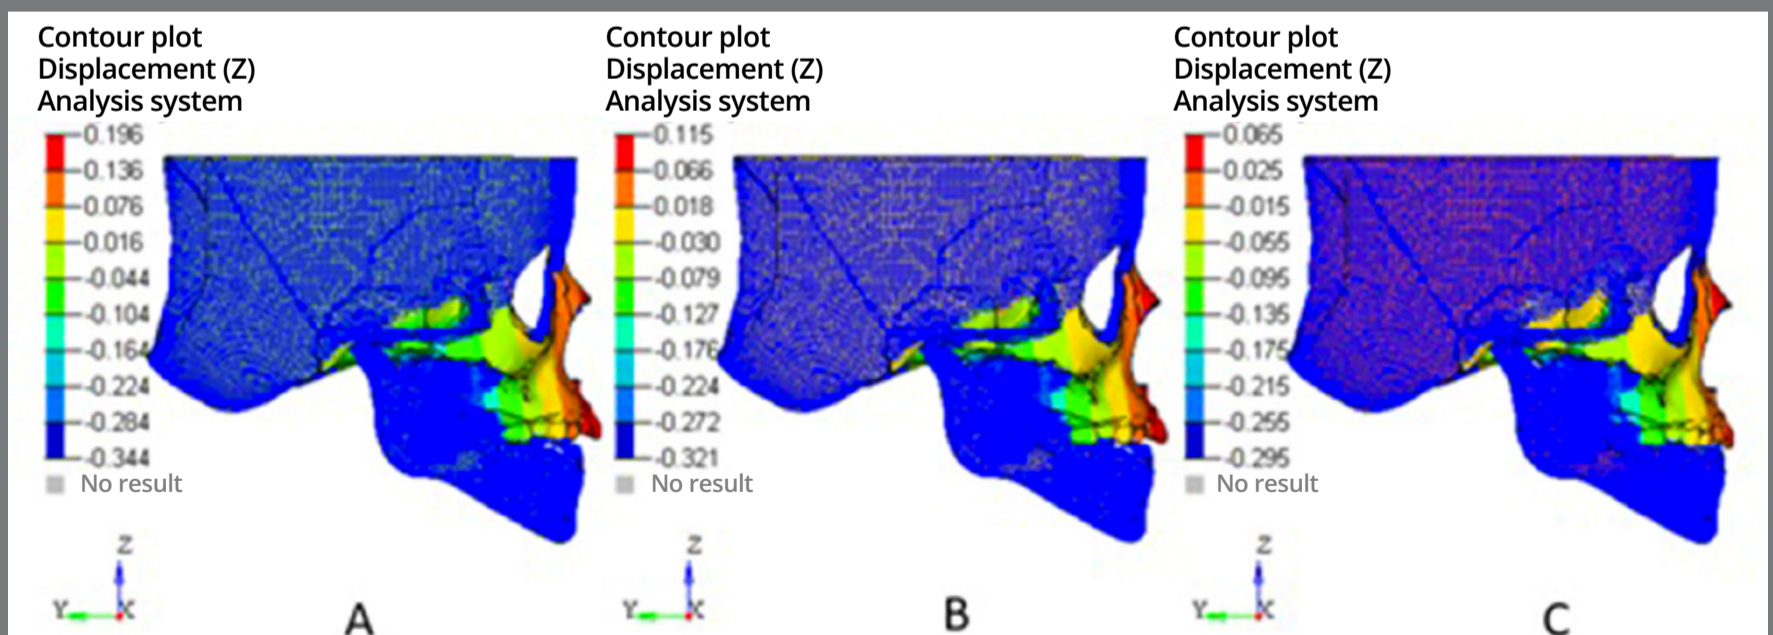 Contour plot
Displacement (Z)
Analysis system
0.196
0.136
0.076
0.016
-0.044
-0.104
-0.164
-0.224
-0.284
-0.344
No result
Z
Y
X
A
Contour plot
Displacement (Z)
Analysis system
0.115
0.066
0.018
-0.030
-0.079
-0.127
-0.176
-0.224
-0.272
-0.321
No result
Z
Y
X
B
Contour plot
Displacement (Z)
Analysis system
0.065
0.025
-0.015
-0.055
-0.095
-0.135
-0.175
-0.215
-0.255
-0.295
No result
Z
Y
X
C